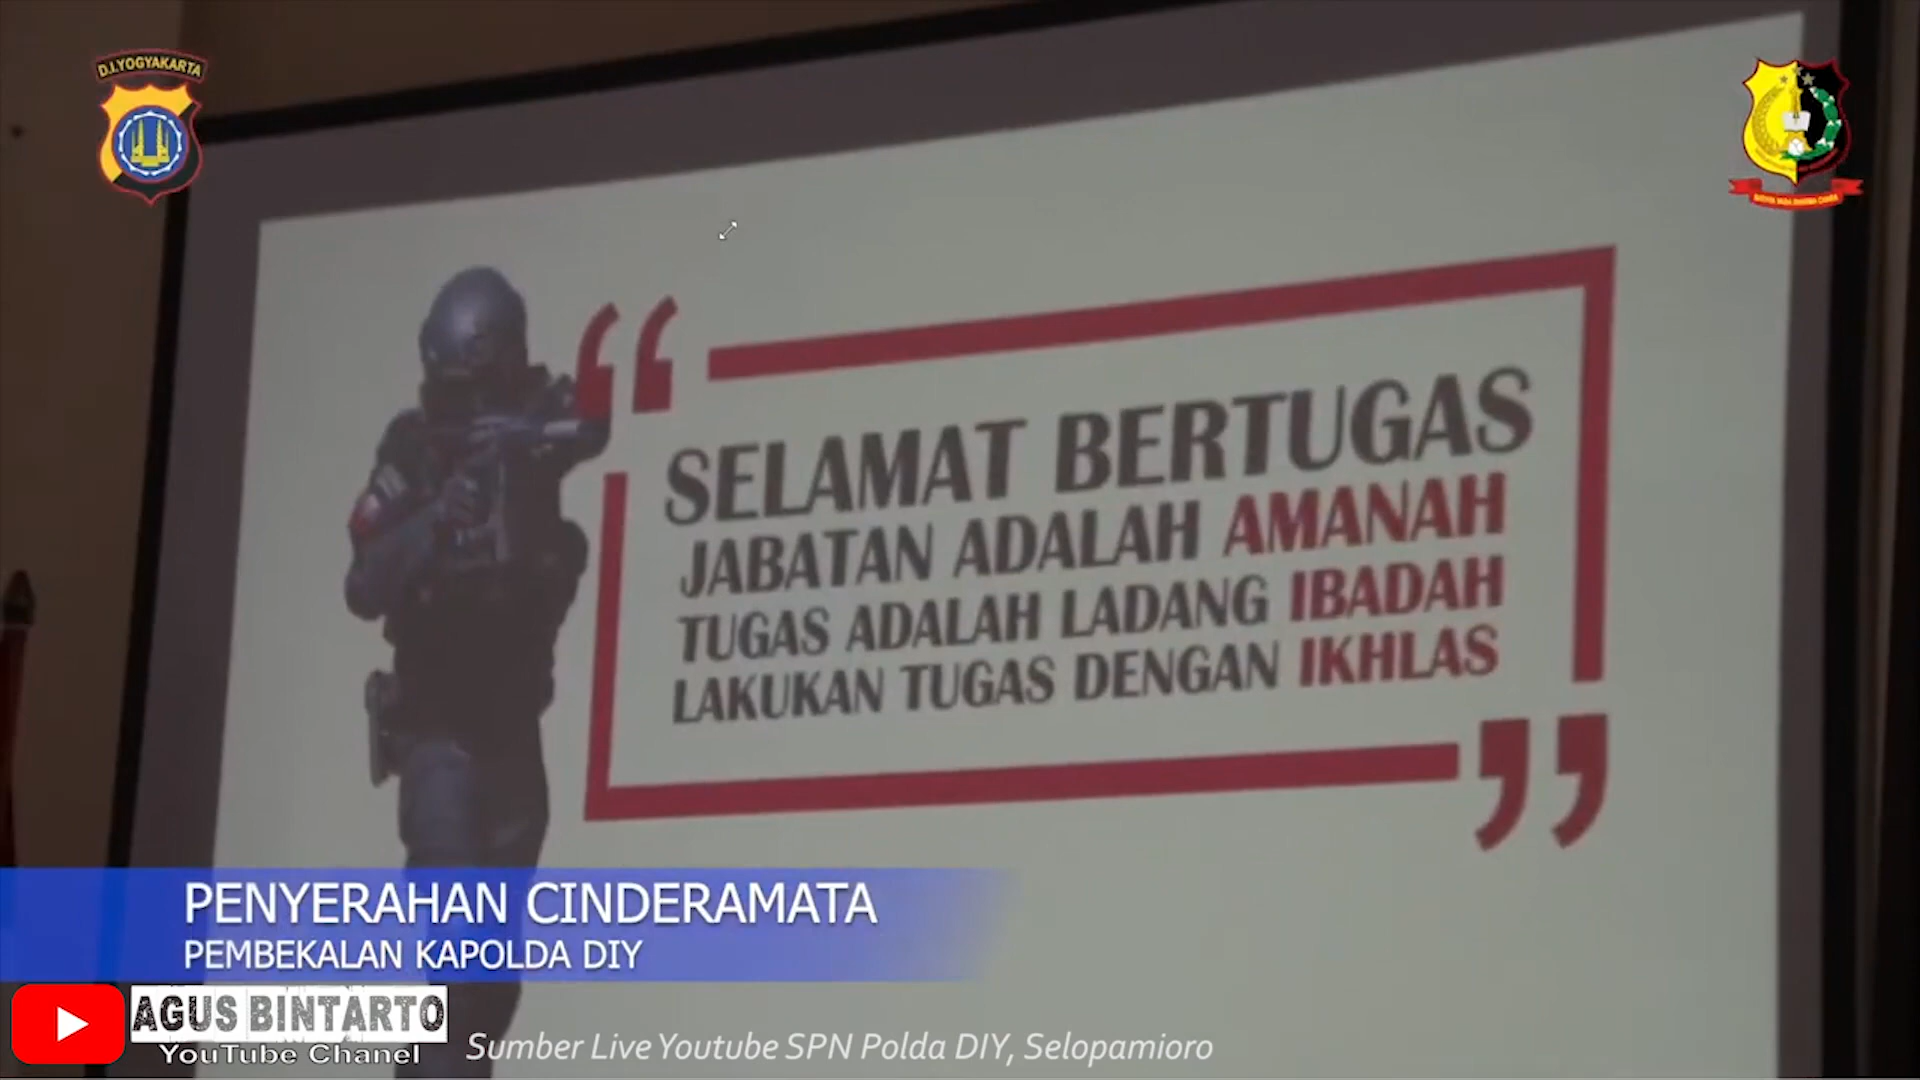 D.I.YOGYAKARTA
“
SELAMAT BERTUGAS
JABATAN ADALAH AMANAH
TUGAS ADALAH LADANG IBADAH
LAKUKAN TUGAS DENGAN IKHLAS
”
PENYERAHAN CINDERAMATA
PEMBEKALAN KAPOLDA DIY
AGUS BINTARTO
YouTube Chanel
Sumber Live Youtube SPN Polda DIY, Selopamioro